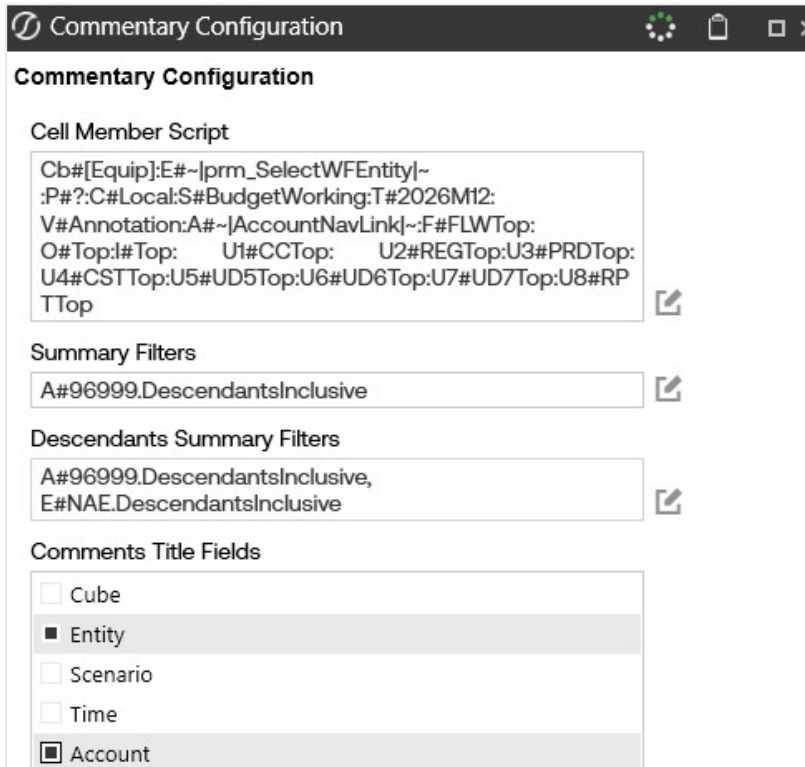 Commentary Configuration
Commentary Configuration
Cell Member Script
Cb#[Equip]:E#~|prm_SelectWFEntity|~
:P#?:C#Local:S#BudgetWorking:T#2026M12:
V#Annotation:A#~|AccountNavLink|~:F#FLWTop:
O#Top:I#Top: U1#CCTop: U2#REGTop:U3#PRDTop:
U4#CSTTop:U5#UD5Top:U6#UD6Top:U7#UD7Top:U8#RP
TTop
Summary Filters
A#96999.DescendantsInclusive
Descendants Summary Filters
A#96999.DescendantsInclusive,
E#NAE.DescendantsInclusive
Comments Title Fields
Cube
Entity
Scenario
Time
Account